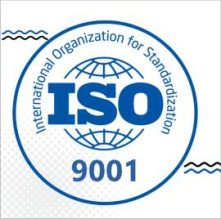 International Organization for Standardization
ISO
9001